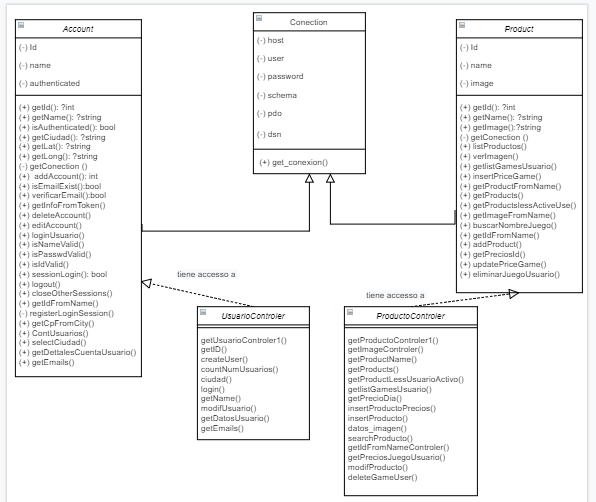 Account
(-) Id
(-) name
(-) authenticated
(+) getId(): ?int
(+) getName(): ?string
(+) isAuthenticated(): bool
(+) getCiudad(): ?string
(+) getLat(): ?string
(+) getLong(): ?string
(-) getConection ()
(+) addAccount(): int
(+) isEmailExist():bool
(+) verificarEmail():bool
(+) getInfoFromToken()
(+) deleteAccount()
(+) editAccount()
(+) loginUsuario()
(+) isNameValid()
(+) isPasswdValid()
(+) isIdValid()
(+) sessionLogin(): bool
(+) logout()
(+) closeOtherSessions()
(+) getIdFromName()
(-) registerLoginSession()
(+) getCpFromCity()
(+) ContUsuarios()
(+) selectCiudad()
(+) getDettalesCuentaUsuario()
(+) getEmails()
Conection
(-) host
(-) user
(-) password
(-) schema
(-) pdo
(-) dsn
(+) get_conexion()
Product
(-) Id
(-) name
(-) image
(+) getId(): ?int
(+) getName(): ?string
(+) getImage():?string
(-) getConection ()
(+) listProductos()
(+) verImagen()
(+) getlistGamesUsuario()
(+) insertPriceGame()
(+) getProductFromName()
(+) getProducts()
(+) getProductslessActiveUse()
(+) getImageFromName()
(+) buscarNombreJuego()
(+) getIdFromName()
(+) addProduct()
(+) getPreciosId()
(+) updatePriceGame()
(+) eliminarJuegoUsuario()
tiene accesso a
tiene accesso a
UsuarioControler
getUsuarioControler1()
getID()
createUser()
countNumUsuarios()
ciudad()
login()
getName()
modifUsuario()
getDatosUsuario()
getEmails()
ProductoControler
getProductoControler1()
getImageControler()
getProductName()
getProducts()
getProductLessUsuarioActivo()
getlistGamesUsuario()
getPrecioDia()
insertProductoPrecios()
insertProducto()
datos_imagen()
searchProducto()
getIdFromNameControler()
getPreciosJuegoUsuario()
modifProducto()
deleteGameUser()